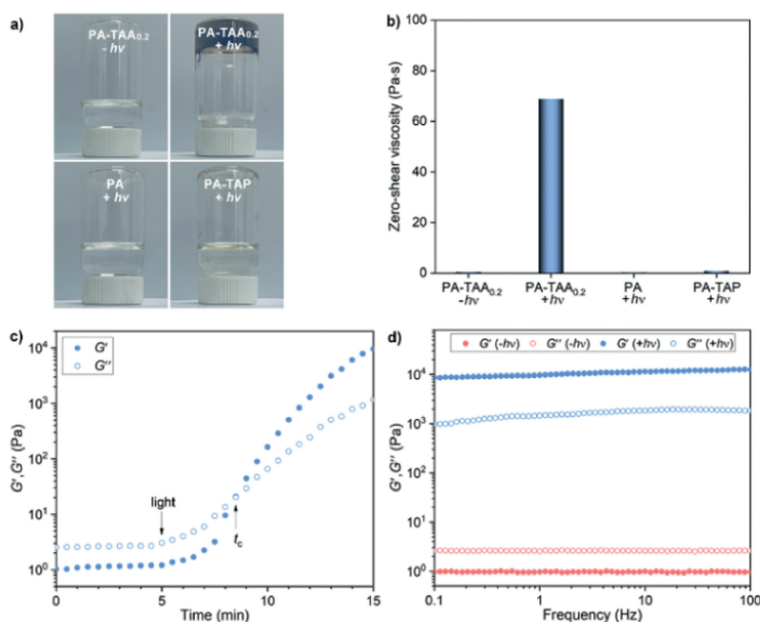 a)
PA-TAA0.2
- hν
PA-TAA0.2
+ hν
PA
+ hν
PA-TAP
+ hν
b)
Zero-shear viscosity (Pa·s)
100
80
60
40
20
0
PA-TAA0.2
-hν
PA-TAA0.2
+hν
PA
+hν
PA-TAP
+hν
c)
G′
G″
G′,G″ (Pa)
10⁴
10³
10²
10¹
10⁰
light
tc
0 5 10 15
Time (min)
d)
G′ (-hν) G″ (-hν) G′ (+hν) G″ (+hν)
G′,G″ (Pa)
10⁴
10³
10²
10¹
10⁰
0.1 1 10 100
Frequency (Hz)